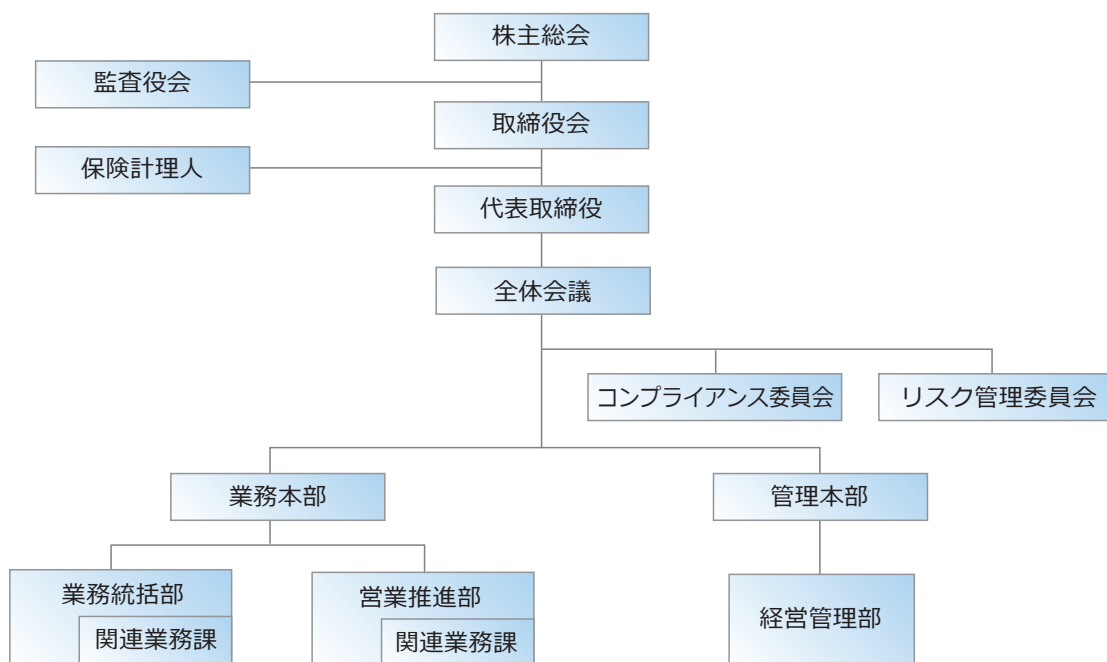 株主総会
監査役会
取締役会
保険計理人
代表取締役
全体会議
コンプライアンス委員会
リスク管理委員会
業務本部
管理本部
業務統括部
関連業務課
営業推進部
関連業務課
経営管理部